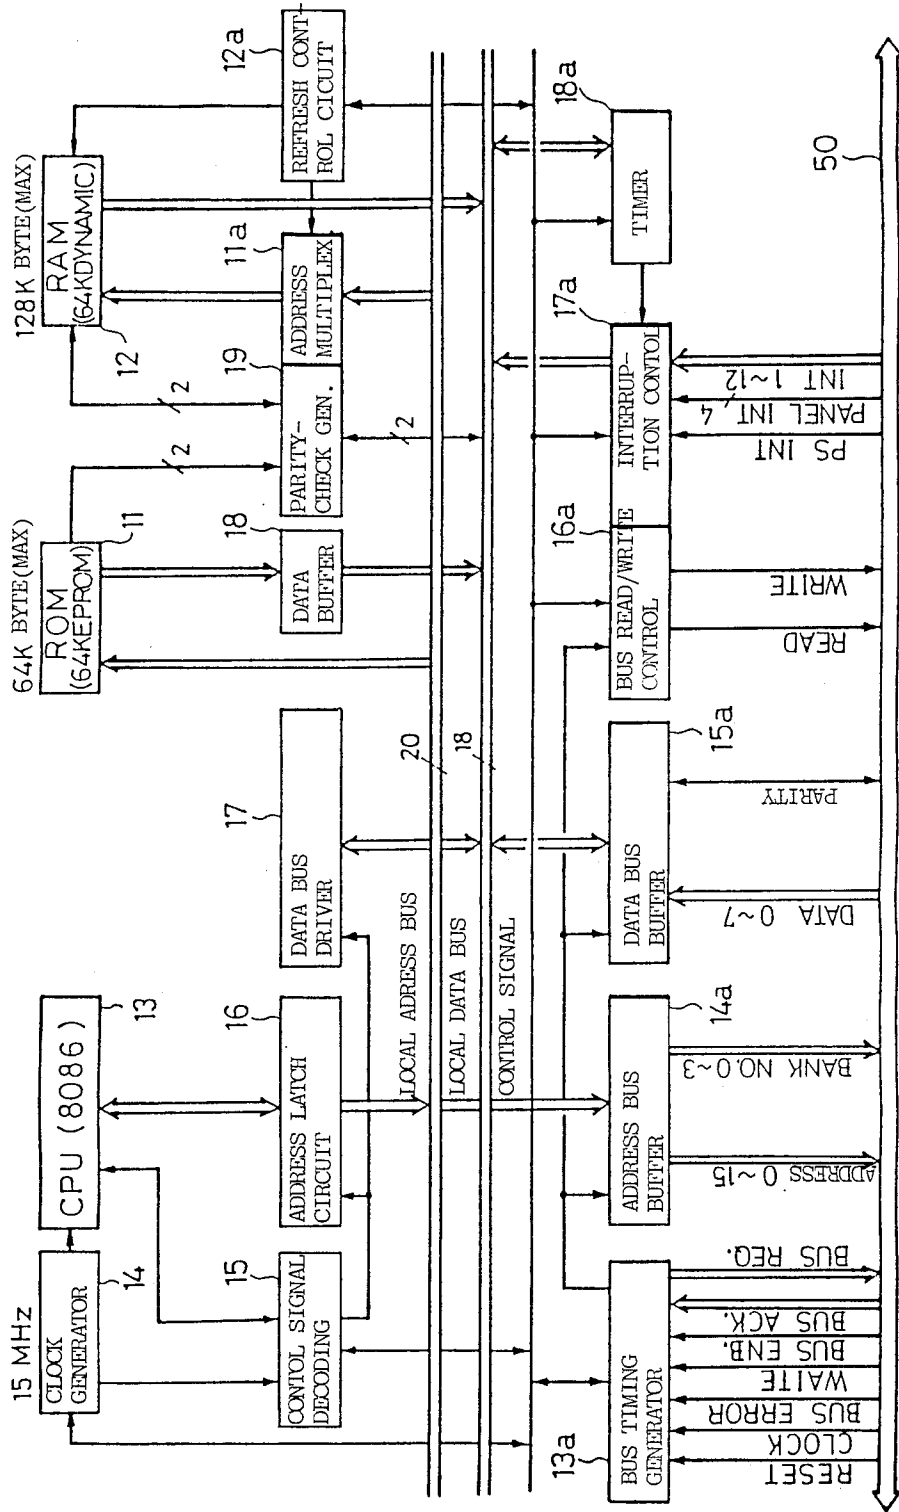 15 MHz
CLOCK
GENERATOR
14
CPU (8086)
13
64K BYTE(MAX)
ROM
(64KEPROM)
11
128K BYTE(MAX)
RAM
(64KDYNAMIC)
12
CONTOL SIGNAL
DECODING
15
ADDRESS LATCH
CIRCUIT
16
DATA BUS
DRIVER
17
DATA
BUFFER
18
PARITY-
CHECK GEN.
19
ADDRESS
MULTIPLEX
11a
REFRESH CONT-
ROL CICUIT
12a
2
2
2
LOCAL ADRESS BUS
20
LOCAL DATA BUS
18
CONTROL SIGNAL
BUS TIMING
GENERATOR
13a
ADDRESS BUS
BUFFER
14a
DATA BUS
BUFFER
15a
BUS READ/WRITE
CONTROL
16a
INTERRUP-
TION CONTOL
17a
TIMER
18a
RESET
CLOCK
BUS ERROR
WAITE
BUS ENB.
BUS ACK.
BUS REQ.
ADDRESS 0~15
BANK NO.0~3
DATA 0~7
PARITY
READ
WRITE
PS INT
PANEL INT 4
INT 1~12
50